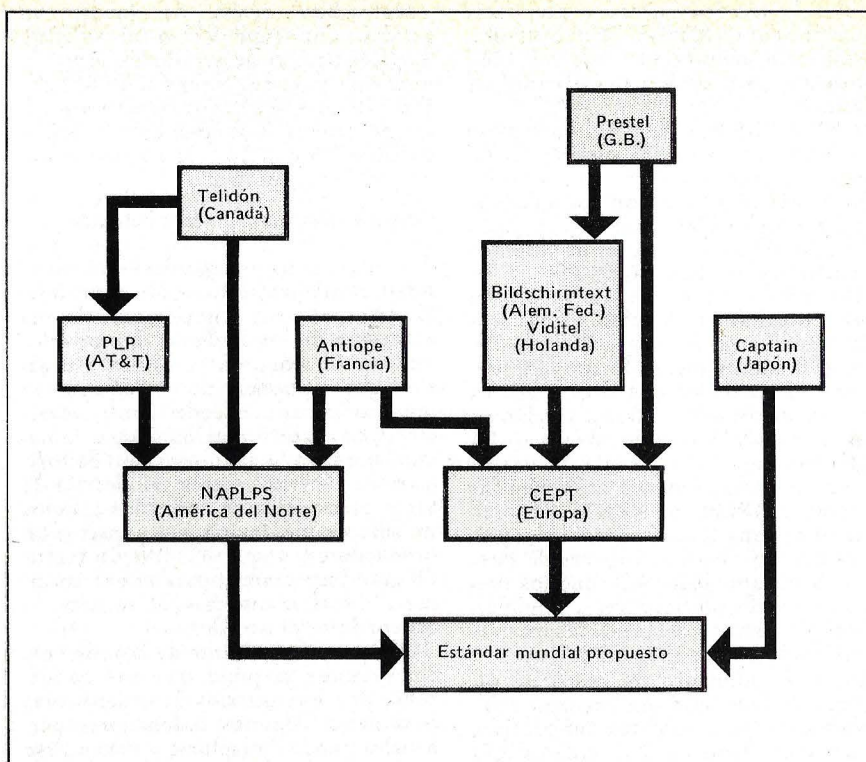 Prestel
(G.B.)
Telidón
(Canadá)
Bildschirmtext
(Alem. Fed.)
Viditel
(Holanda)
PLP
(AT&T)
Antiope
(Francia)
Captain
(Japón)
NAPLPS
(América del Norte)
CEPT
(Europa)
Estándar mundial propuesto